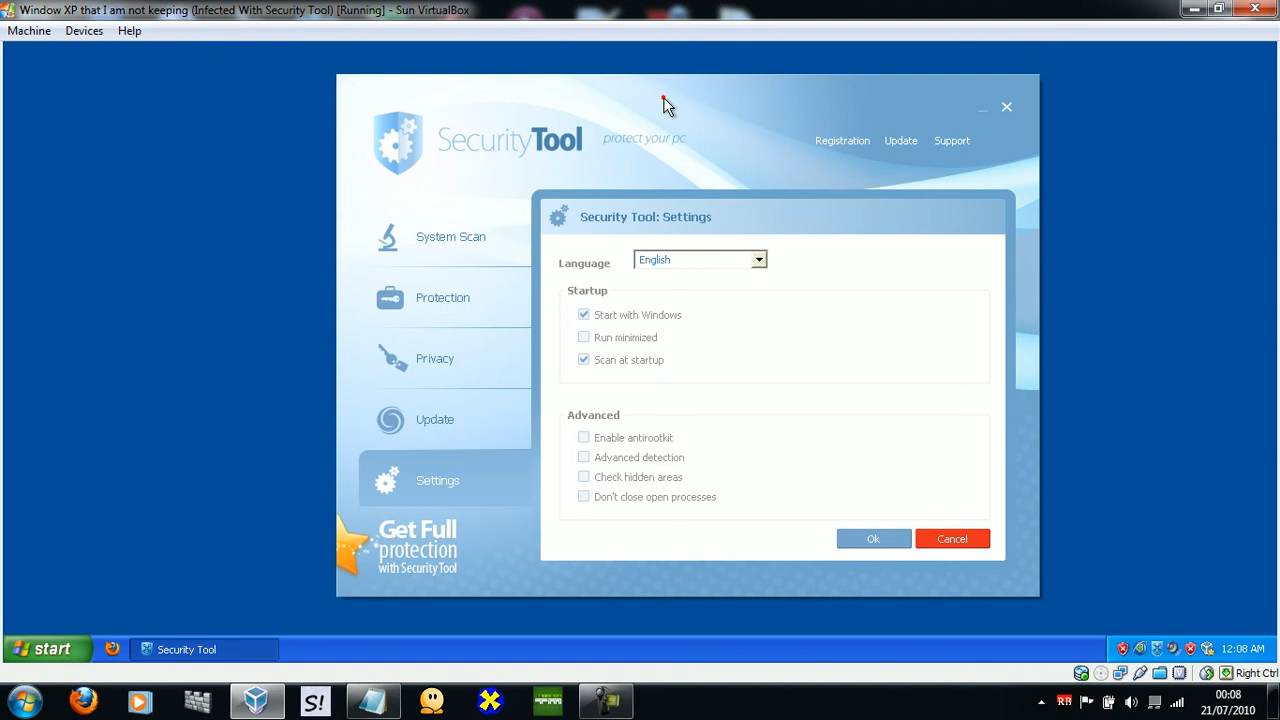 Window XP that I am not keeping (Infected With Security Tool) [Running] - Sun VirtualBox
Machine Devices Help
SecurityTool protect your pc
Registration Update Support
System Scan
Protection
Privacy
Update
Settings
Get Full
protection
with Security Tool
Security Tool: Settings
Language English
Startup
Start with Windows
Run minimized
Scan at startup
Advanced
Enable antirootkit
Advanced detection
Check hidden areas
Don't close open processes
Ok Cancel
start Security Tool 12:08 AM
Right Ctrl
S!
00:08
21/07/2010